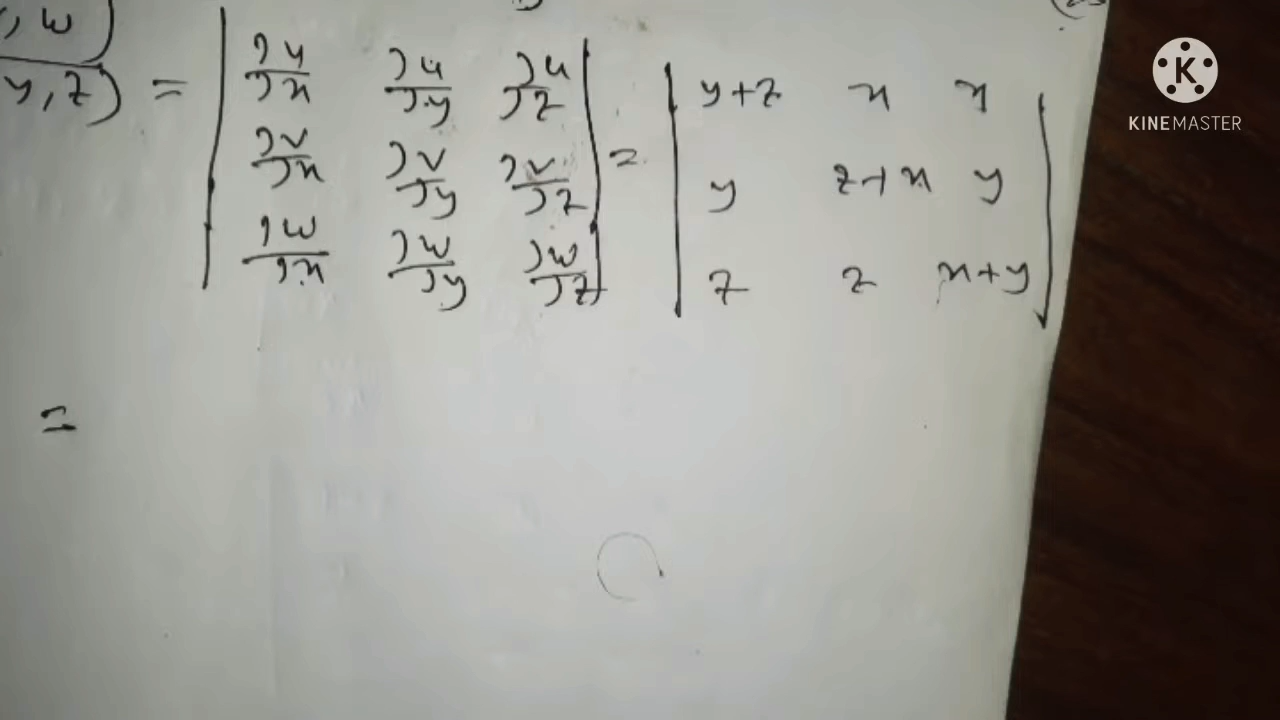 , w)
y, z) = | ∂u/∂x ∂u/∂y ∂u/∂z | = | y+z x x |
| ∂v/∂x ∂v/∂y ∂v/∂z | | y z+x y |
| ∂w/∂x ∂w/∂y ∂w/∂z | | z z x+y |
=
K
KINEMASTER